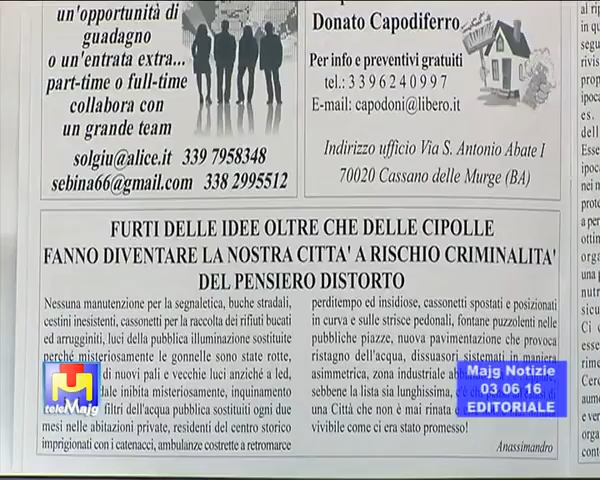 un'opportunità di
guadagno
o un'entrata extra...
part-time o full-time
collabora con
un grande team
solgiu@alice.it 339 7958348
sebina66@gmail.com 338 2995512
Donato Capodiferro
Per info e preventivi gratuiti
tel.: 3396240997
E-mail: capodoni@libero.it
Indirizzo ufficio Via S. Antonio Abate I
70020 Cassano delle Murge (BA)
FURTI DELLE IDEE OLTRE CHE DELLE CIPOLLE
FANNO DIVENTARE LA NOSTRA CITTA' A RISCHIO CRIMINALITA'
DEL PENSIERO DISTORTO
Nessuna manutenzione per la segnaletica, buche stradali,
cestini inesistenti, cassonetti per la raccolta dei rifiuti bucati
ed arrugginiti, luci della pubblica illuminazione sostituite
perché misteriosamente le gonnelle sono state rotte,
di nuovi pali e vecchie luci anziché a led,
dale inibita misteriosamente, inquinamento
filtri dell'acqua pubblica sostituiti ogni due
mesi nelle abitazioni private, residenti del centro storico
imprigionati con i catenacci, ambulanze costrette a retromarce
perditempo ed insidiose, cassonetti spostati e posizionati
in curva e sulle strisce pedonali, fontane puzzolenti nelle
pubbliche piazze, nuova pavimentazione che provoca
ristagno dell'acqua, dissuasori sistemati in maniera
asimmetrica, zona industriale
sebbene la lista sia lunghissima,
una Città che non è mai rinata e
vivibile come ci era stato promesso!
Anassimandro
teleMajg
Majg Notizie
03 06 16
EDITORIALE